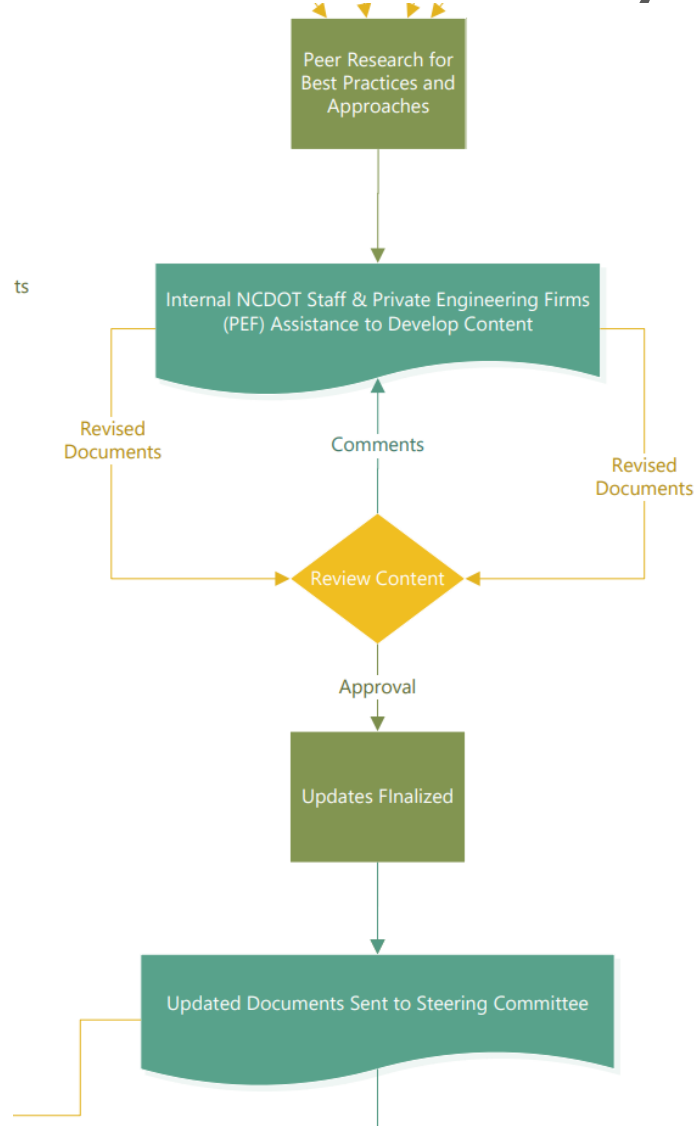 Peer Research for
Best Practices and
Approaches
ts
Internal NCDOT Staff & Private Engineering Firms
(PEF) Assistance to Develop Content
Revised
Documents
Comments
Revised
Documents
Review Content
Approval
Updates FInalized
Updated Documents Sent to Steering Committee